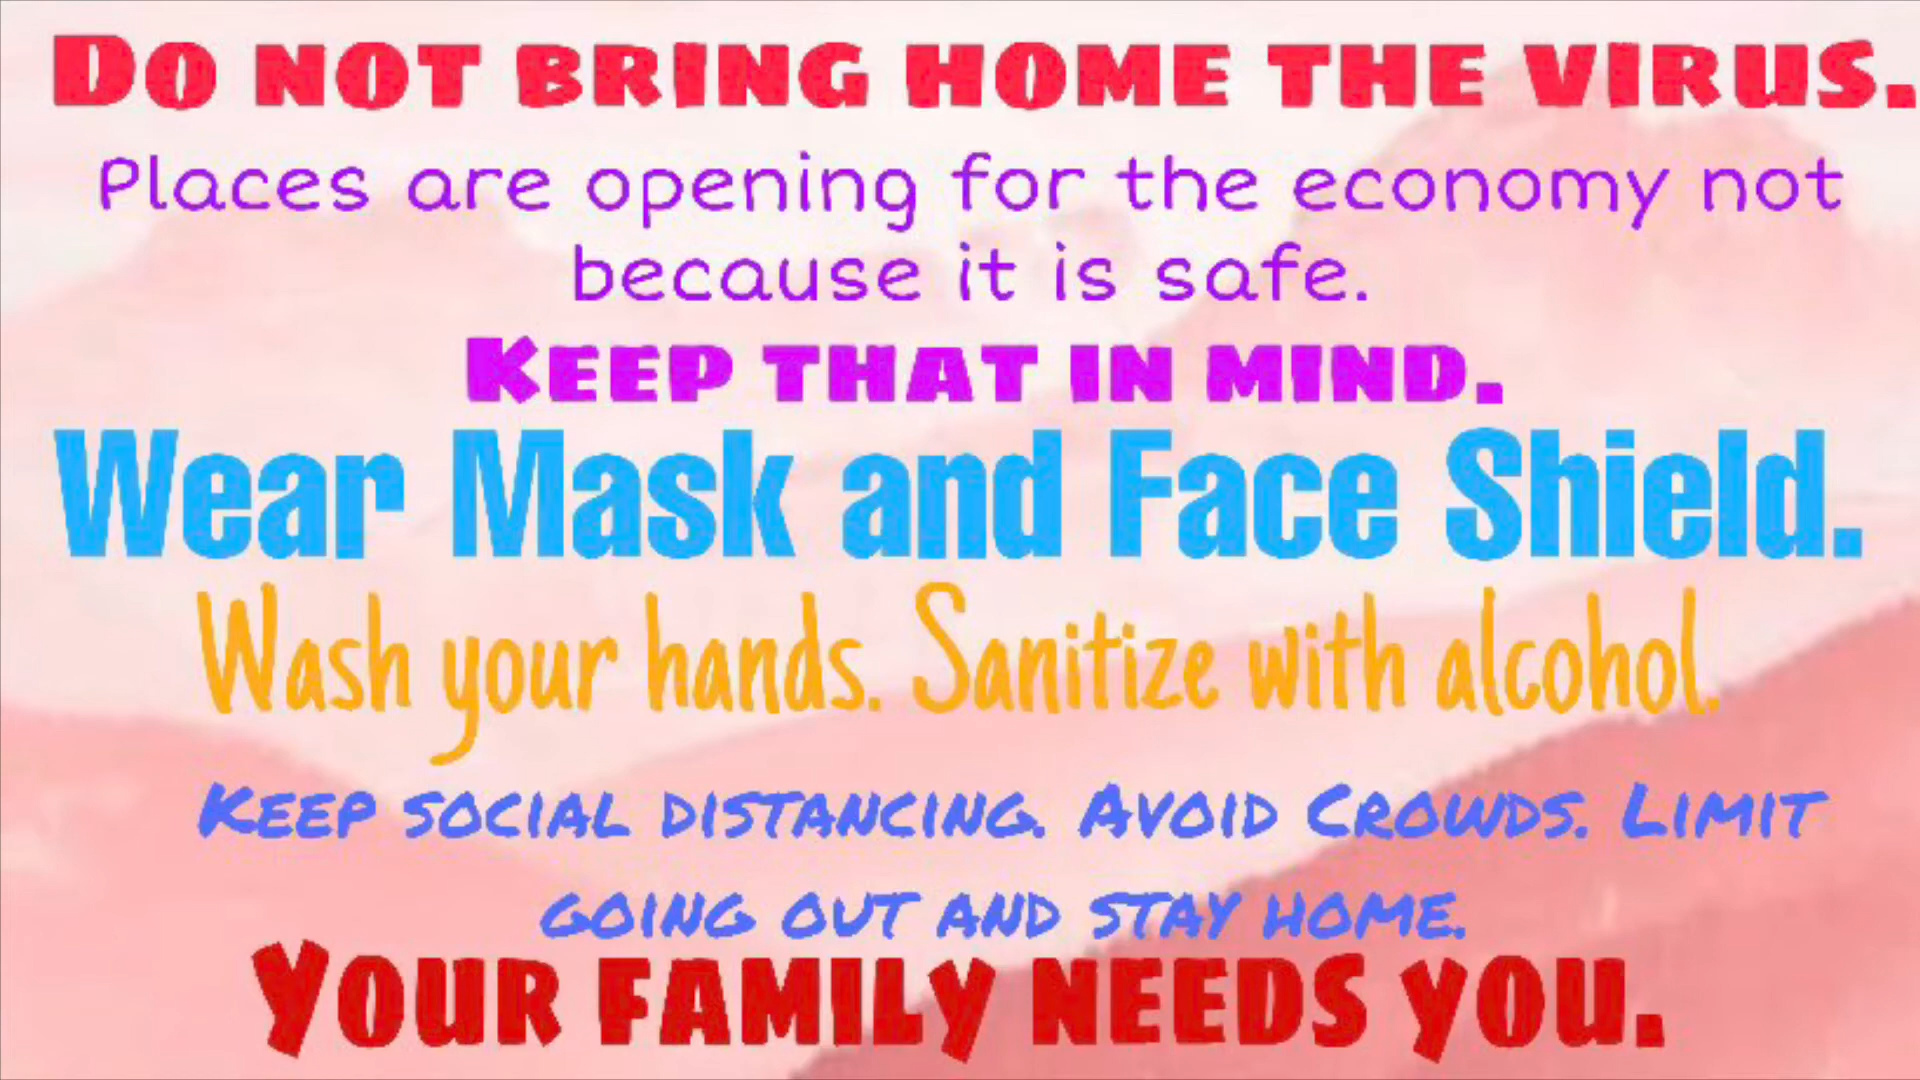 Do not bring home the virus.
Places are opening for the economy not
because it is safe.
Keep that in mind.
Wear Mask and Face Shield.
Wash your hands. Sanitize with alcohol.
Keep social distancing. Avoid Crowds. Limit
going out and stay home.
Your family needs you.